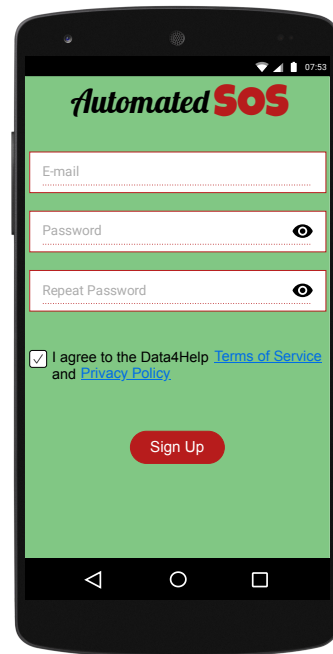 07:53
Automated SOS
E-mail
Password
Repeat Password
I agree to the Data4Help Terms of Service
and Privacy Policy
Sign Up